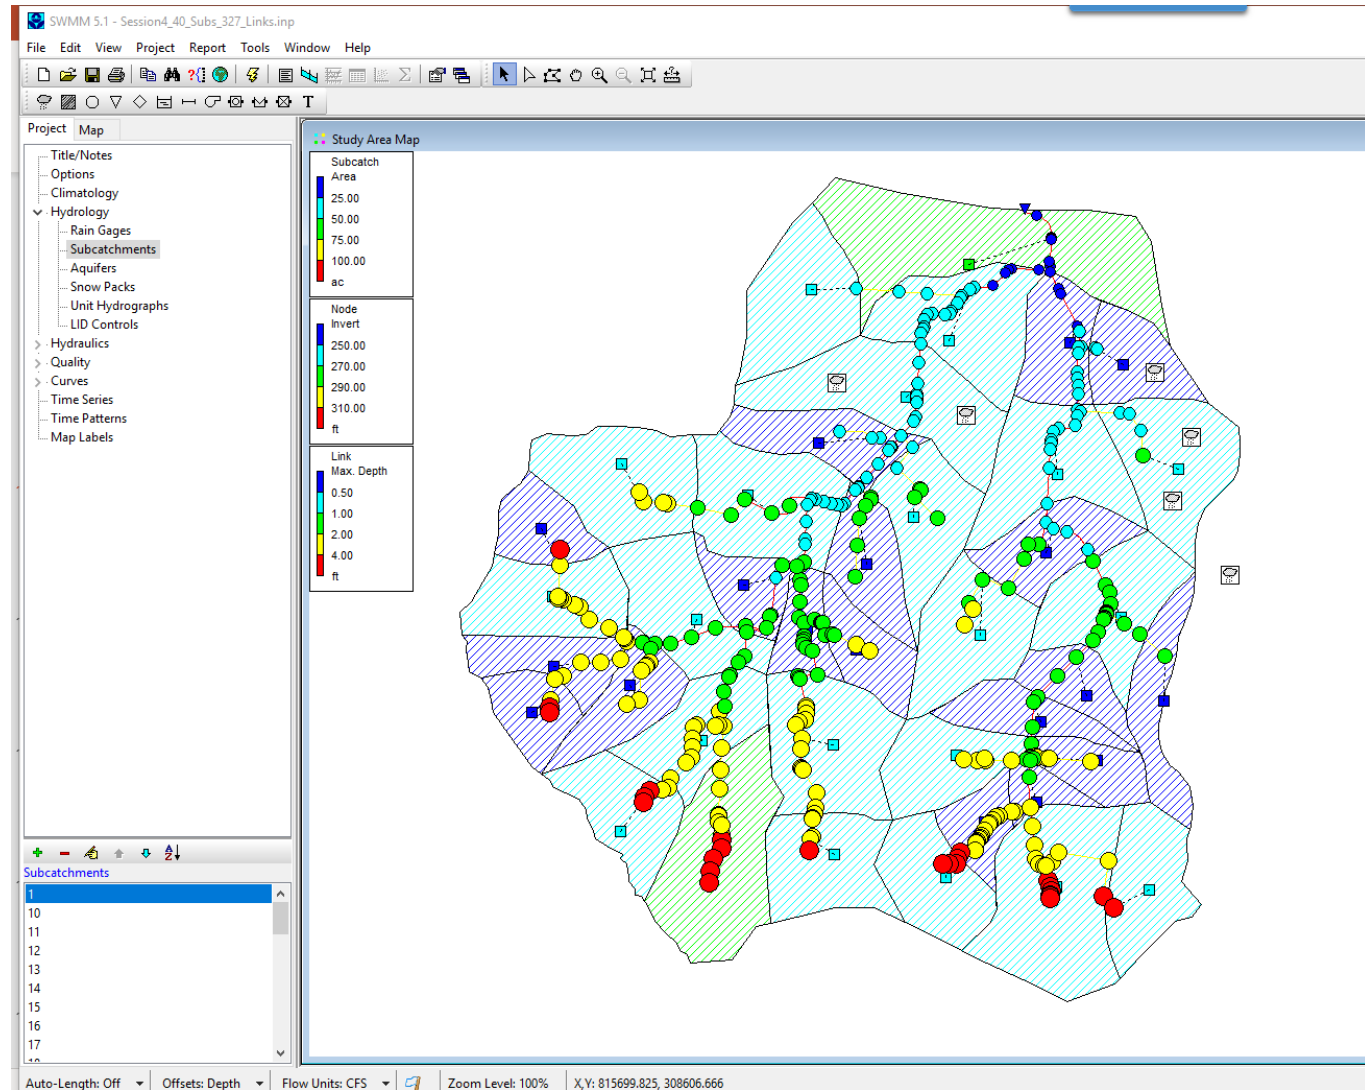 SWMM 5.1 - Session4_40_Subs_327_Links.inp
File Edit View Project Report Tools Window Help
T
Project Map
Title/Notes
Options
Climatology
Hydrology
Rain Gages
Subcatchments
Aquifers
Snow Packs
Unit Hydrographs
LID Controls
Hydraulics
Quality
Curves
Time Series
Time Patterns
Map Labels
Subcatchments
1
10
11
12
13
14
15
16
17
Study Area Map
Subcatch
Area
25.00
50.00
75.00
100.00
ac
Node
Invert
250.00
270.00
290.00
310.00
ft
Link
Max. Depth
0.50
1.00
2.00
4.00
ft
Auto-Length: Off Offsets: Depth Flow Units: CFS Zoom Level: 100% X,Y: 815699.825, 308606.666